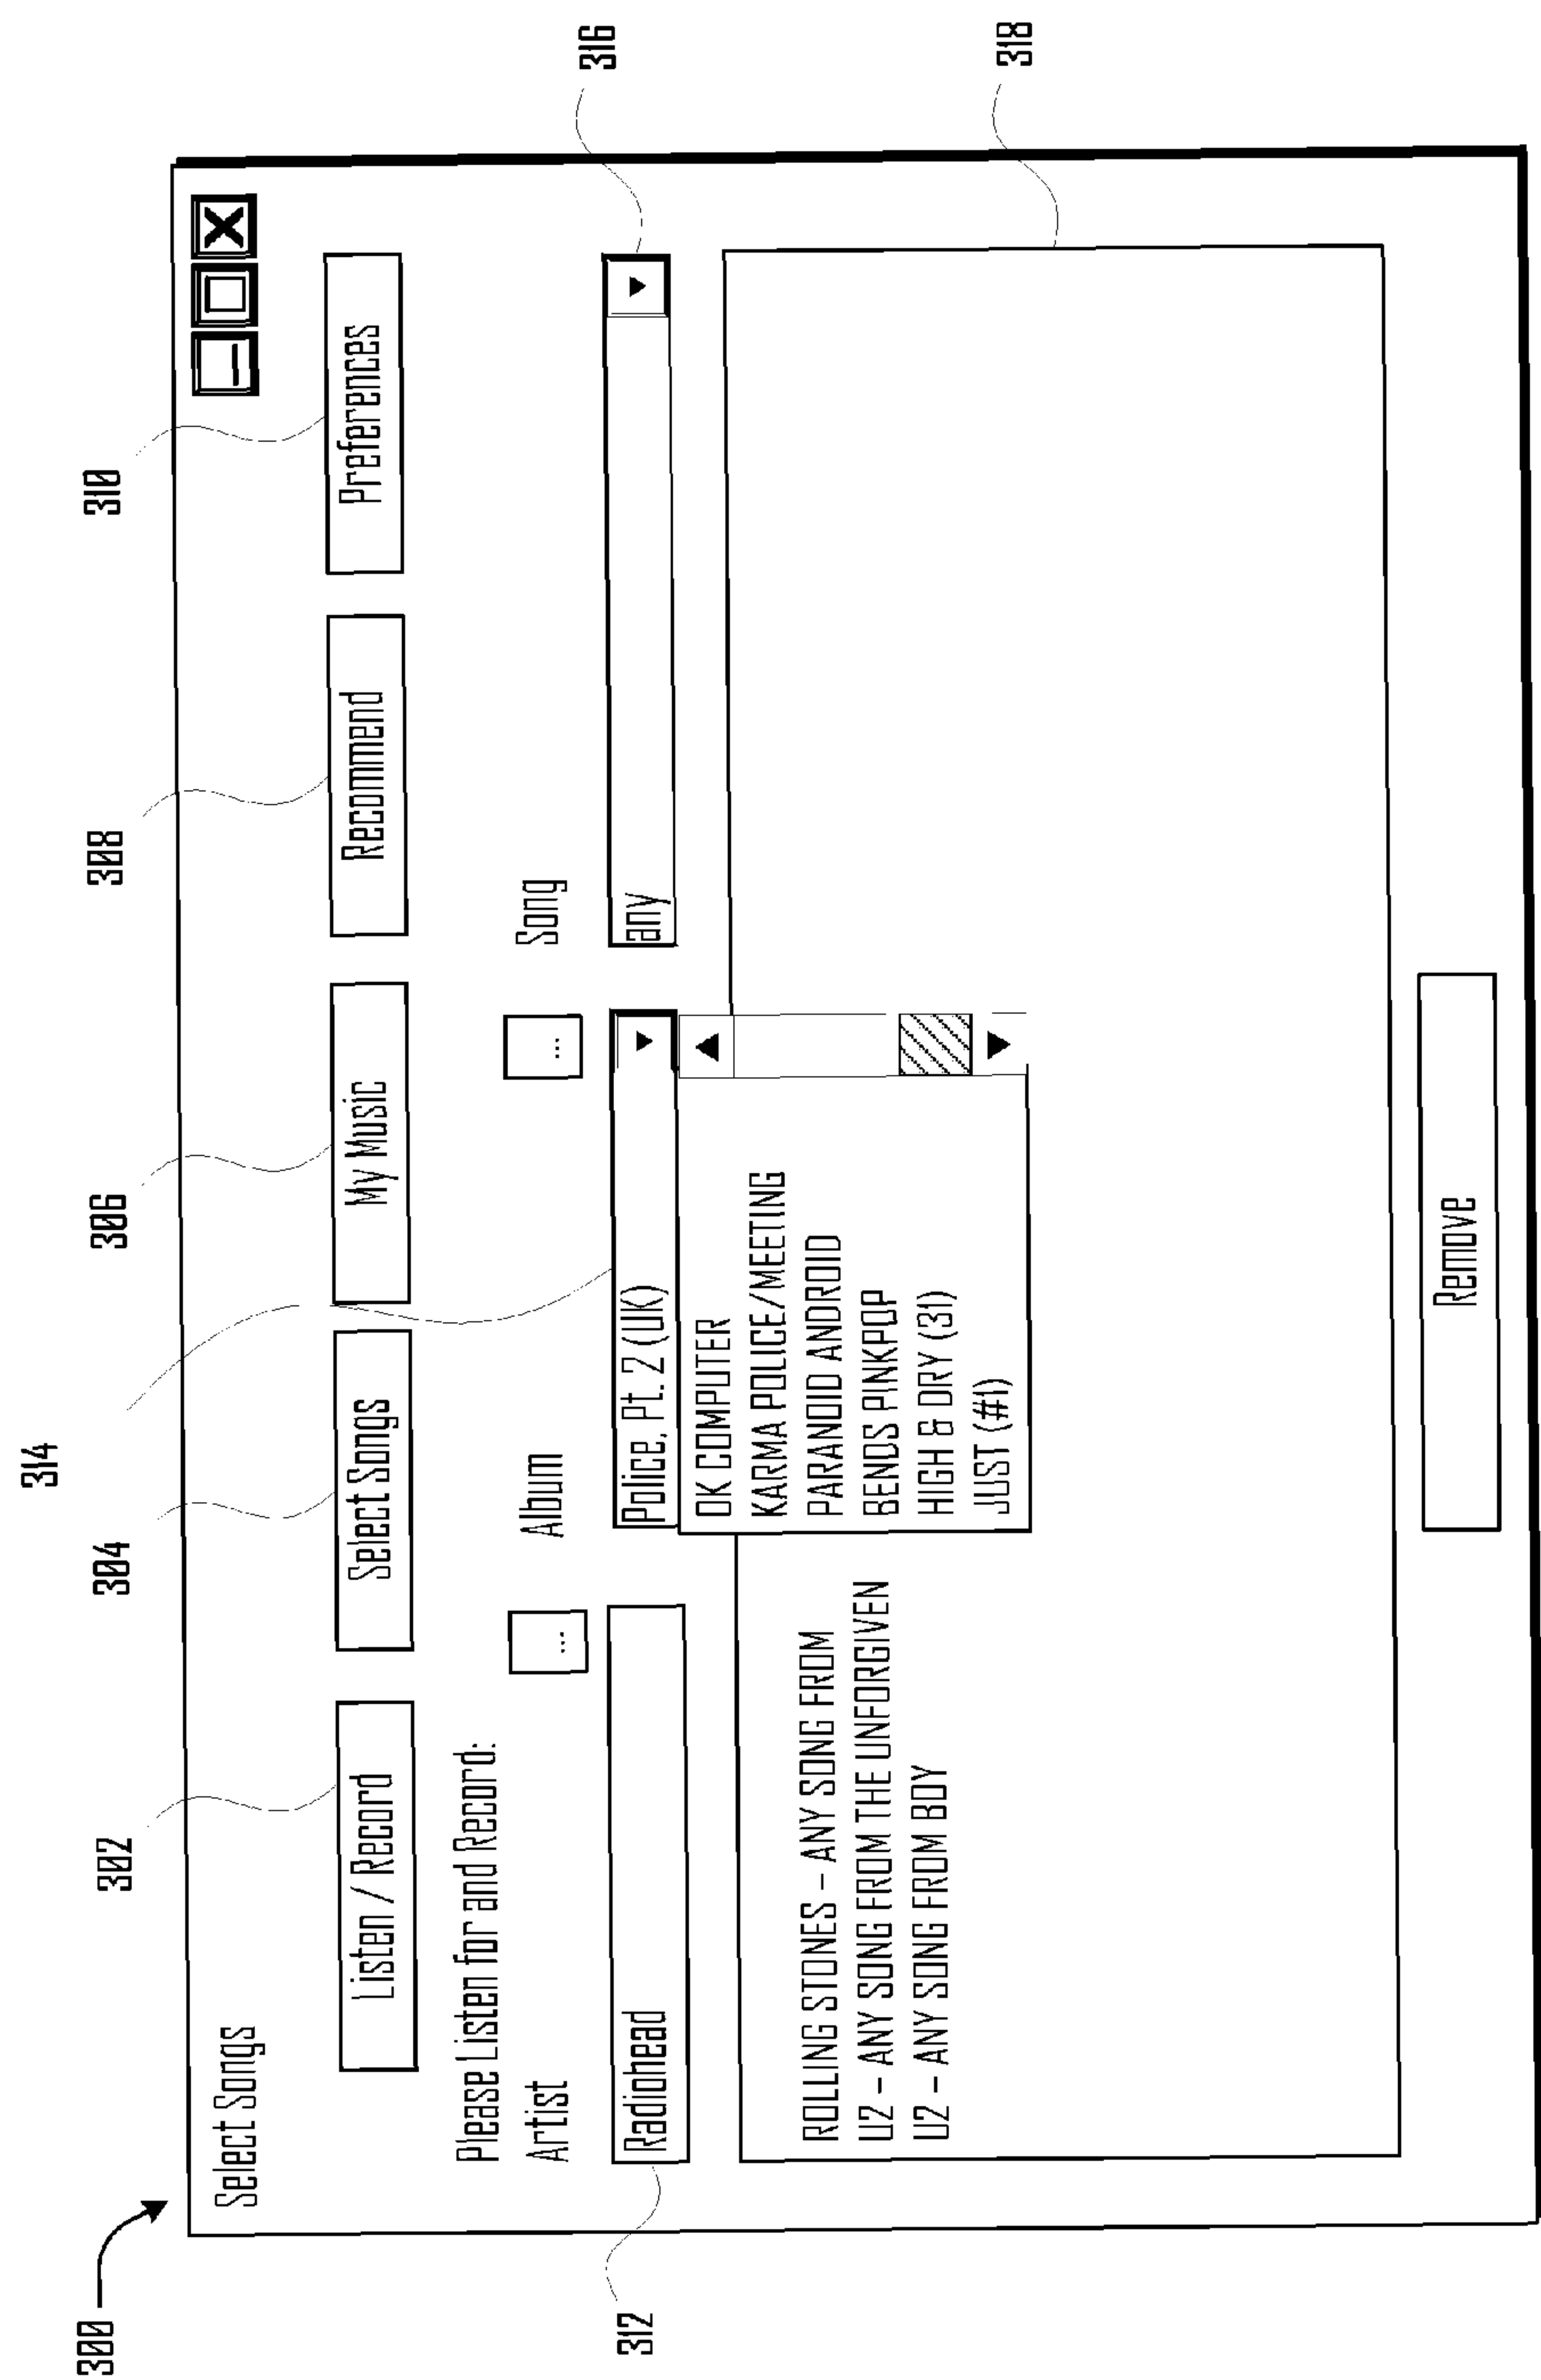 300
Select Songs
302
304
314
306
308
310
Listen / Record
Select Songs
My Music
Recommend
Preferences
Please Listen for and Record:
Artist
...
Album
...
Song
312
Radiohead
Police, Pt. 2 (UK)
any
316
OK COMPUTER
KARMA POLICE/MEETING
PARANOID ANDROID
BENDS PINKPOP
HIGH & DRY (31)
JUST (#1)
ROLLING STONES – ANY SONG FROM
U2 – ANY SONG FROM THE UNFORGIVEN
U2 – ANY SONG FROM BOY
318
Remove